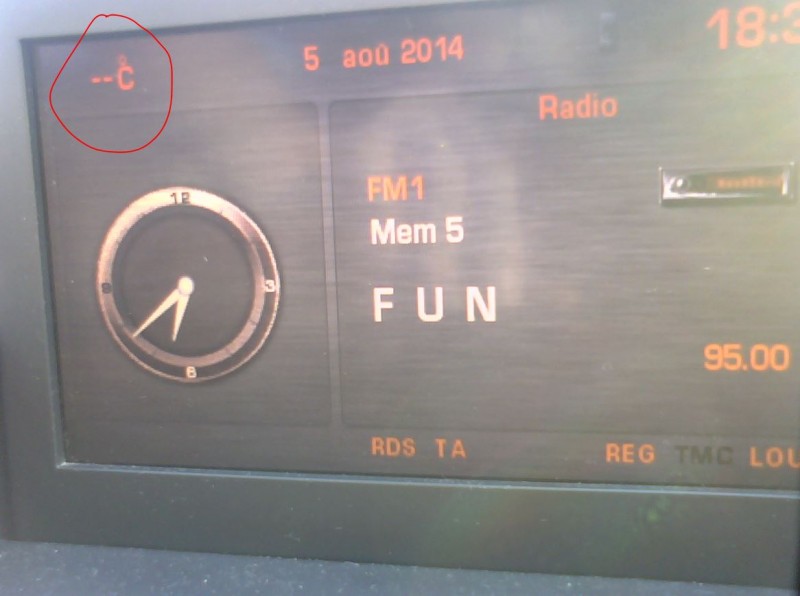 --°C
5 aoû 2014
18:3
Radio
12
3
6
9
FM1
Mem 5
FUN
95.00
RDS TA
REG TMC LOU